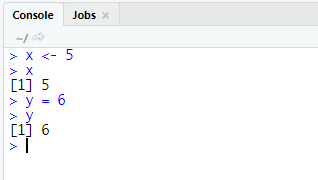 Console Jobs ×
~/
> x <- 5
> x
[1] 5
> y = 6
> y
[1] 6
>